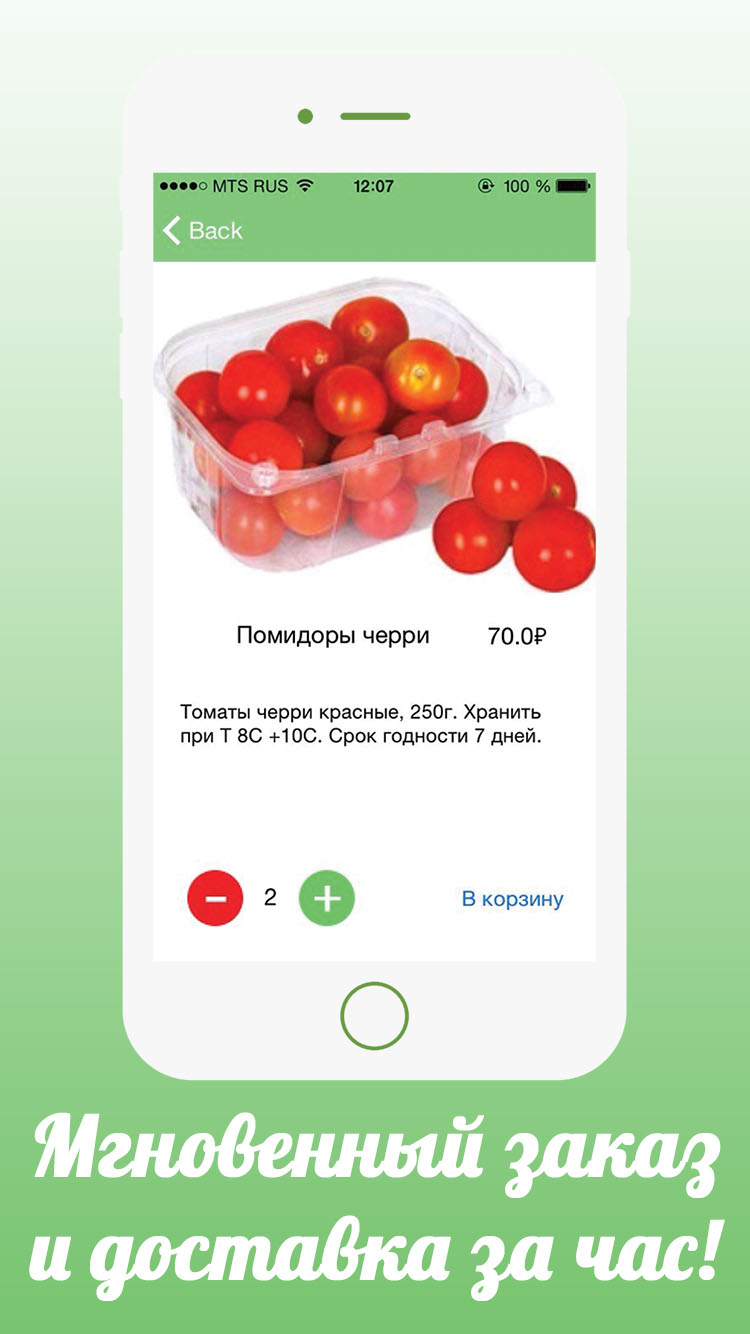 MTS RUS 12:07 100 %
Back
Помидоры черри 70.0₽
Томаты черри красные, 250г. Хранить
при Т 8С +10С. Срок годности 7 дней.
2 В корзину
Мгновенный заказ
и доставка за час!